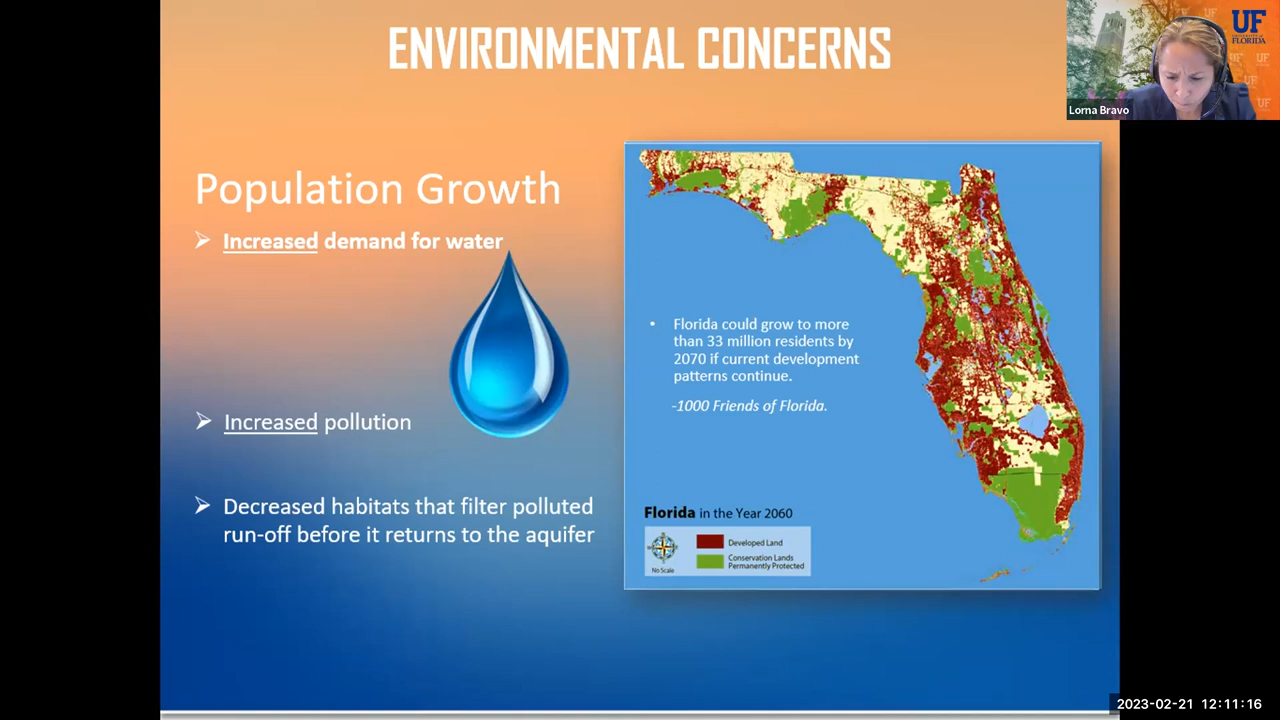 ENVIRONMENTAL CONCERNS
UF
UNIVERSITY of
FLORIDA
UF
UF
UF
UF
Lorna Bravo
Population Growth
➢ Increased demand for water
➢ Increased pollution
➢ Decreased habitats that filter polluted
run-off before it returns to the aquifer
• Florida could grow to more
than 33 million residents by
2070 if current development
patterns continue.
-1000 Friends of Florida.
Florida in the Year 2060
No Scale
Developed Land
Conservation Lands
Permanently Protected
2023-02-21 12:11:16